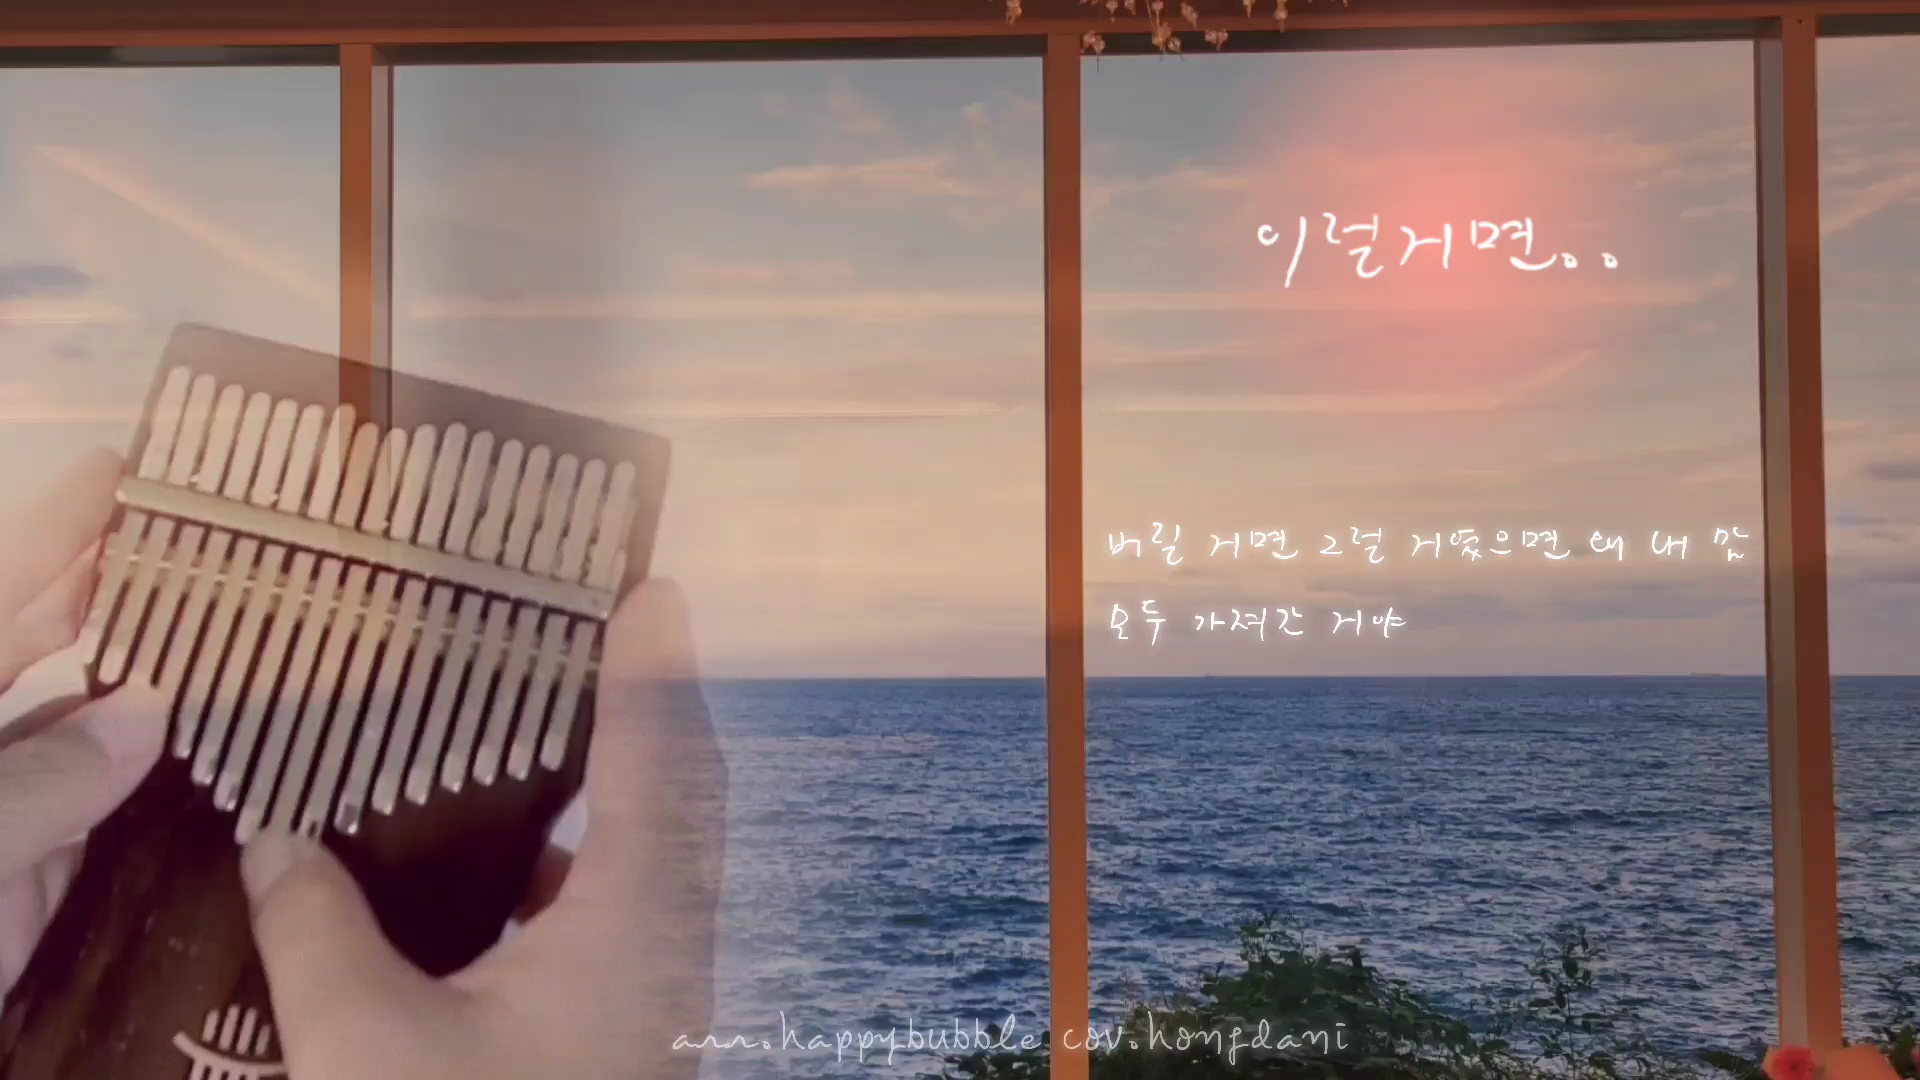 이럴거면..
버릴 거면 그럴 거였으면 왜 내 맘
모두 가져간 거야
arr.happybubble cov.hongdani